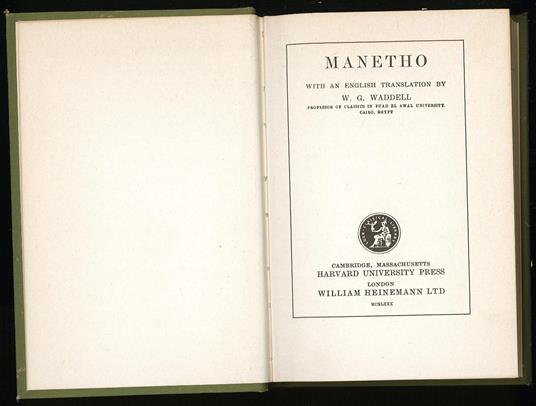 MANETHO
WITH AN ENGLISH TRANSLATION BY
W. G. WADDELL
PROFESSOR OF CLASSICS IN FUAD EL AWAL UNIVERSITY.
CAIRO, EGYPT
CAMBRIDGE, MASSACHUSETTS
HARVARD UNIVERSITY PRESS
LONDON
WILLIAM HEINEMANN LTD
MCMLXXX